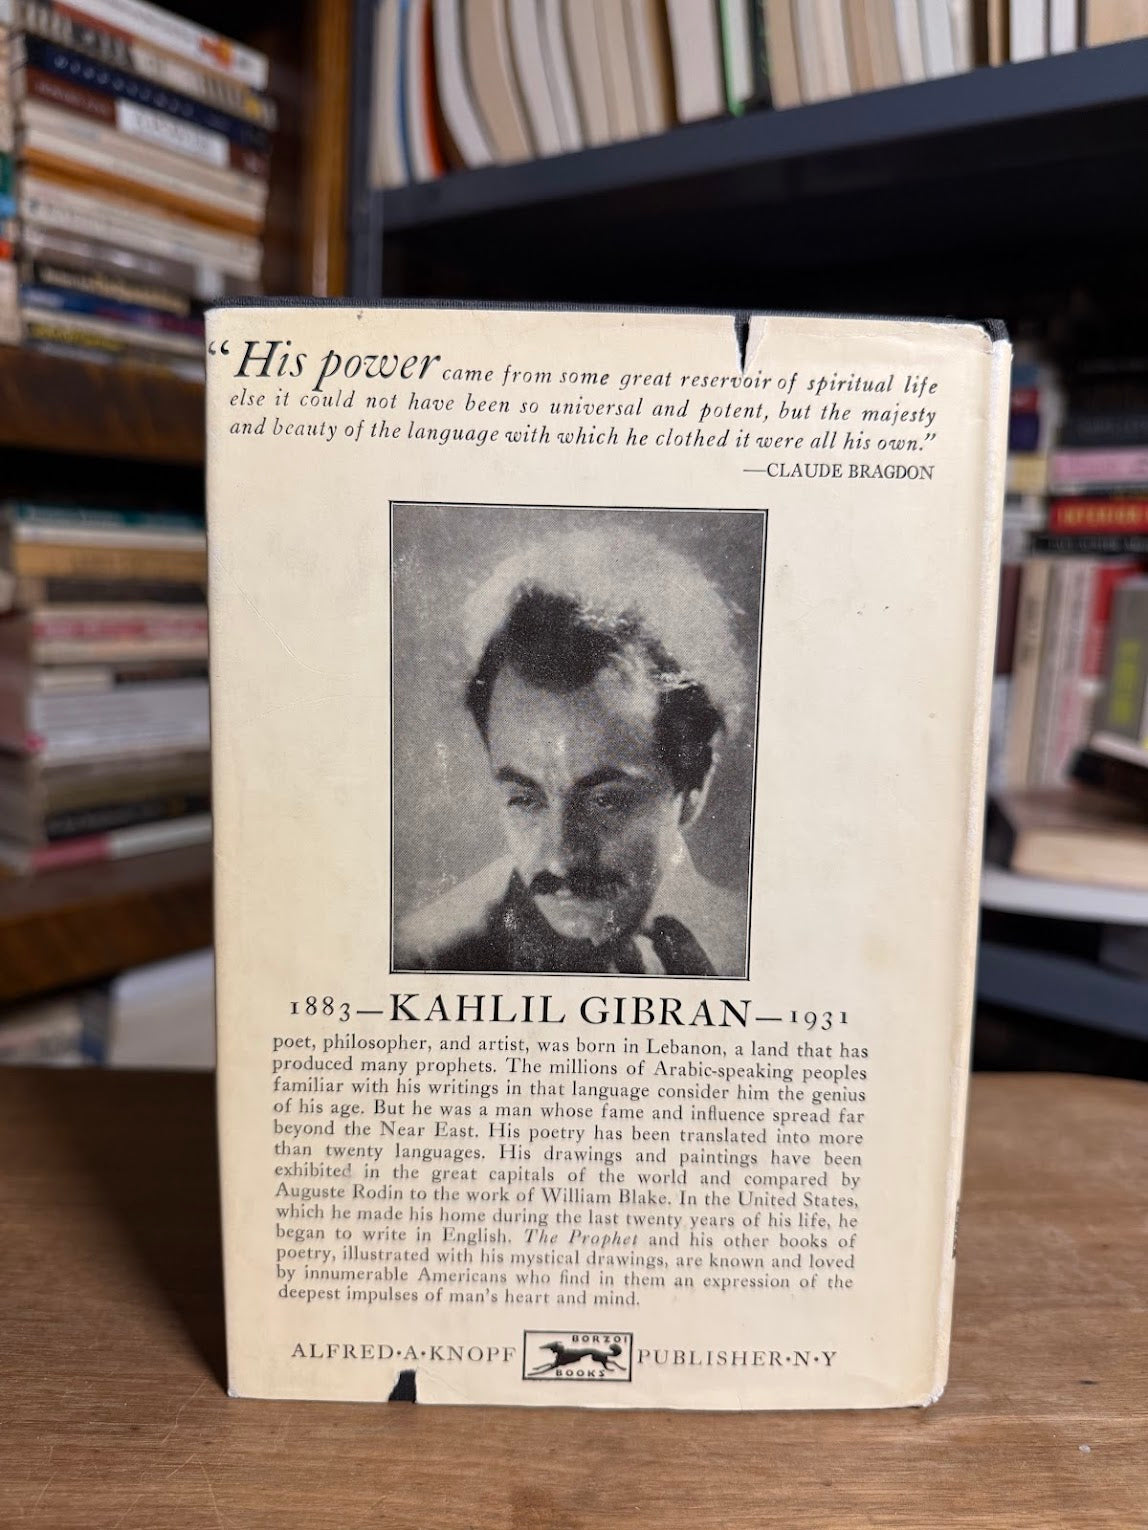 “His power came from some great reservoir of spiritual life
else it could not have been so universal and potent, but the majesty
and beauty of the language with which he clothed it were all his own.”
—CLAUDE BRAGDON
1883—KAHLIL GIBRAN—1931
poet, philosopher, and artist, was born in Lebanon, a land that has
produced many prophets. The millions of Arabic-speaking peoples
familiar with his writings in that language consider him the genius
of his age. But he was a man whose fame and influence spread far
beyond the Near East. His poetry has been translated into more
than twenty languages. His drawings and paintings have been
exhibited in the great capitals of the world and compared by
Auguste Rodin to the work of William Blake. In the United States,
which he made his home during the last twenty years of his life, he
began to write in English. The Prophet and his other books of
poetry, illustrated with his mystical drawings, are known and loved
by innumerable Americans who find in them an expression of the
deepest impulses of man's heart and mind.
ALFRED·A·KNOPF
BORZOI
BOOKS
PUBLISHER·N·Y